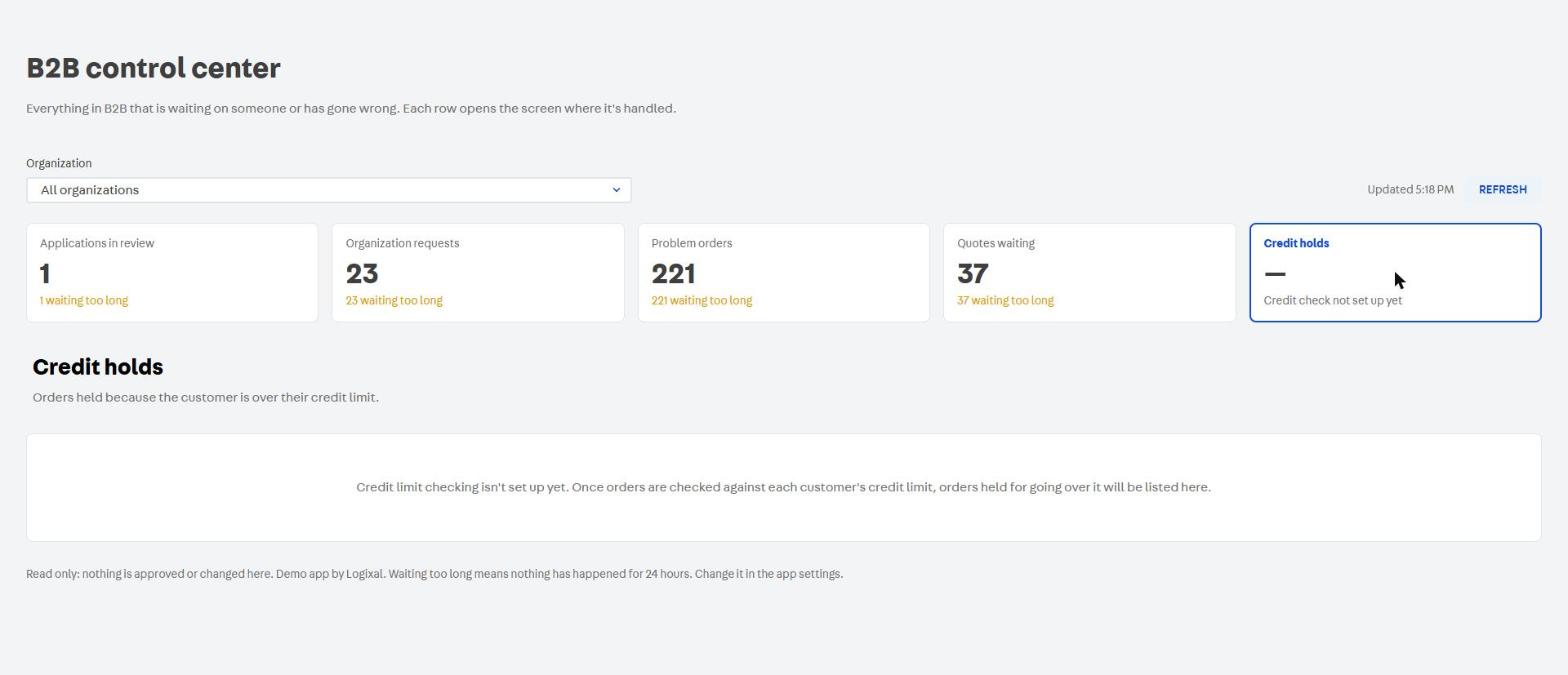 B2B control center
Everything in B2B that is waiting on someone or has gone wrong. Each row opens the screen where it's handled.
Organization
All organizations
Updated 5:18 PM
REFRESH
Applications in review
1
1 waiting too long
Organization requests
23
23 waiting too long
Problem orders
221
221 waiting too long
Quotes waiting
37
37 waiting too long
Credit holds
—
Credit check not set up yet
Credit holds
Orders held because the customer is over their credit limit.
Credit limit checking isn't set up yet. Once orders are checked against each customer's credit limit, orders held for going over it will be listed here.
Read only: nothing is approved or changed here. Demo app by Logixal. Waiting too long means nothing has happened for 24 hours. Change it in the app settings.